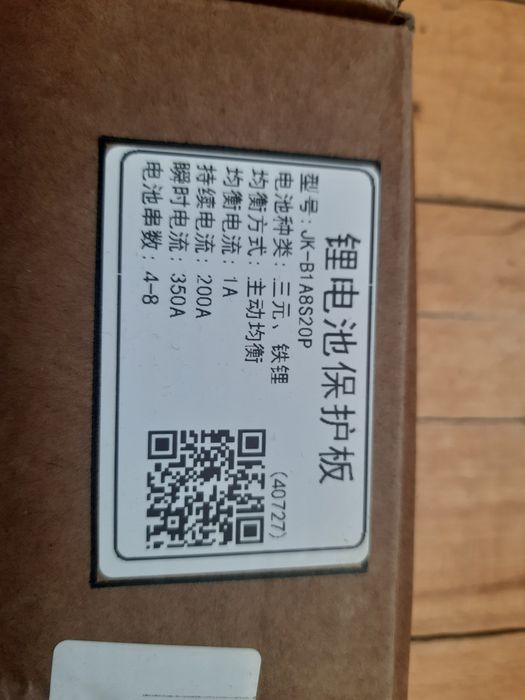 锂电池保护板
型号：JK-B1A8S20P
电池种类：三元、铁锂
均衡方式：主动均衡
均衡电流：1A
持续电流：200A
瞬时电流：350A
电池串数：4-8
(40727)